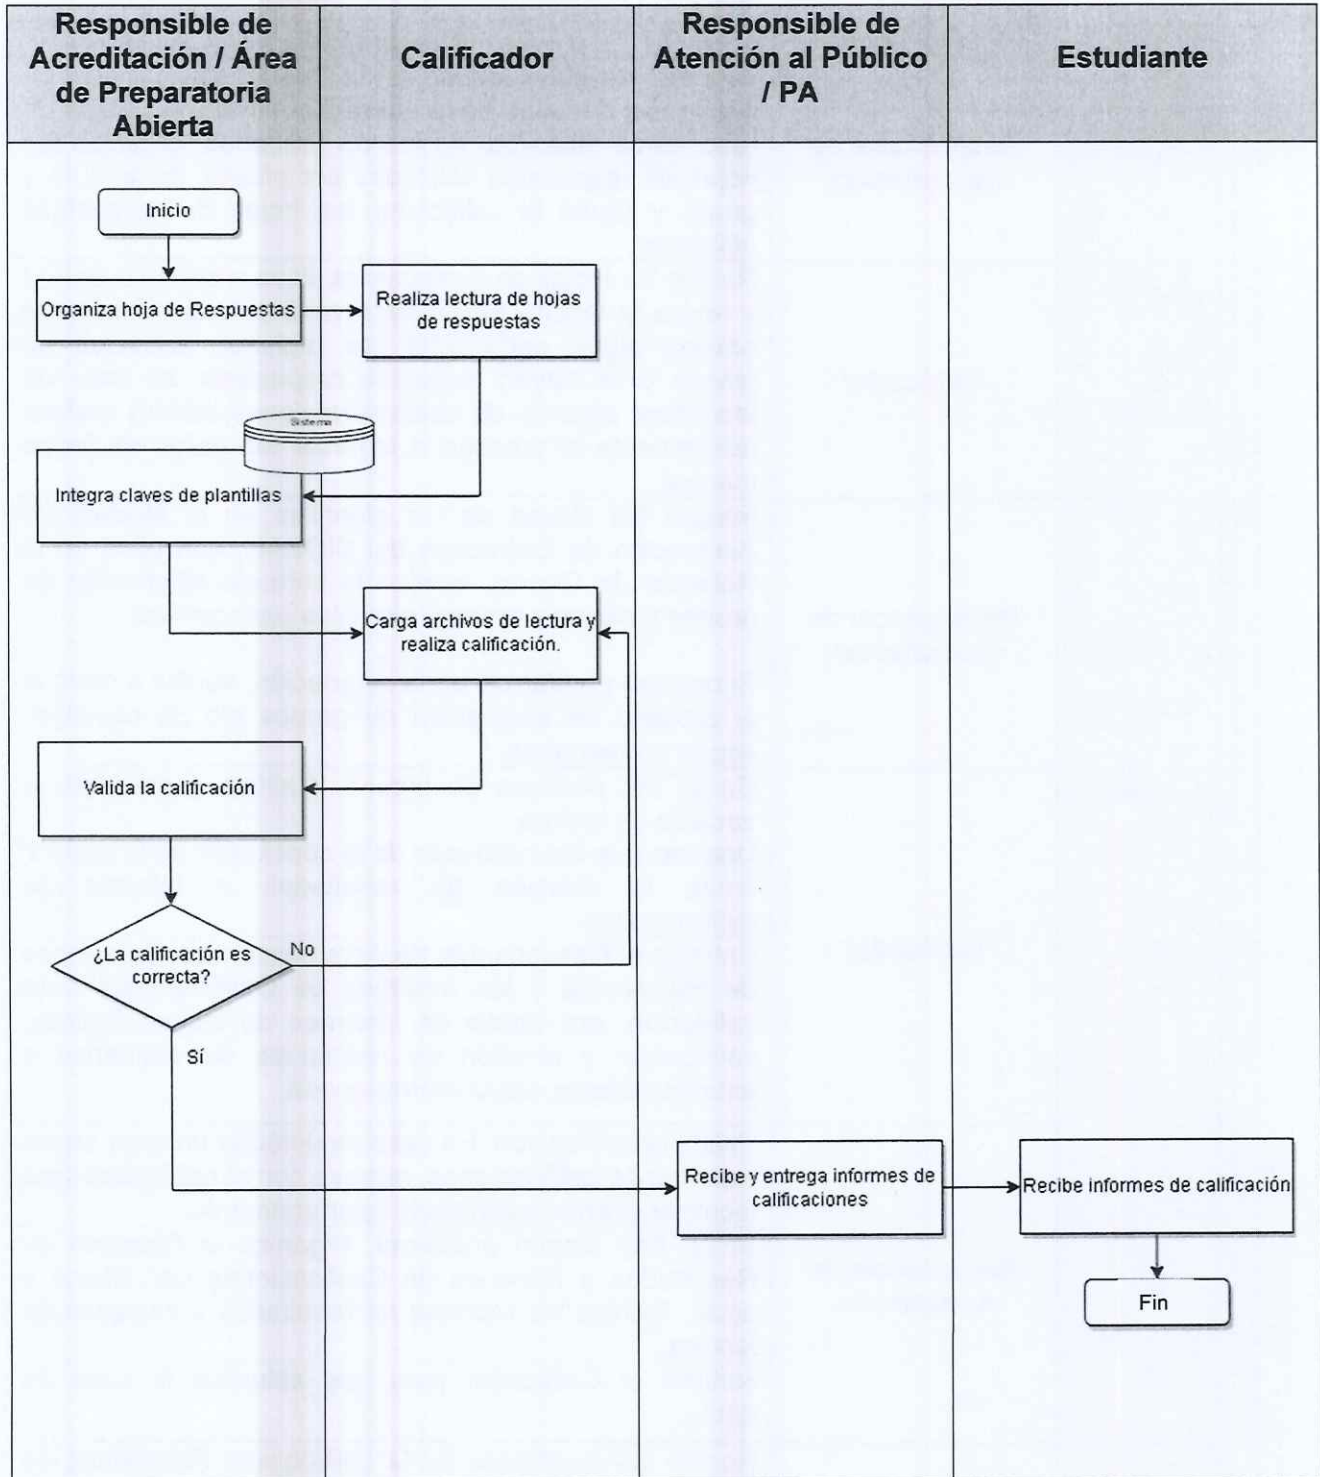 Responsible de
Acreditación / Área
de Preparatoria
Abierta
Calificador
Responsible de
Atención al Público
/ PA
Estudiante
Inicio
Organiza hoja de Respuestas
Realiza lectura de hojas
de respuestas
Sistema
Integra claves de plantillas
Carga archivos de lectura y
realiza calificación.
Valida la calificación
¿La calificación es
correcta?
No
Sí
Recibe y entrega informes de
calificaciones
Recibe informes de calificación
Fin